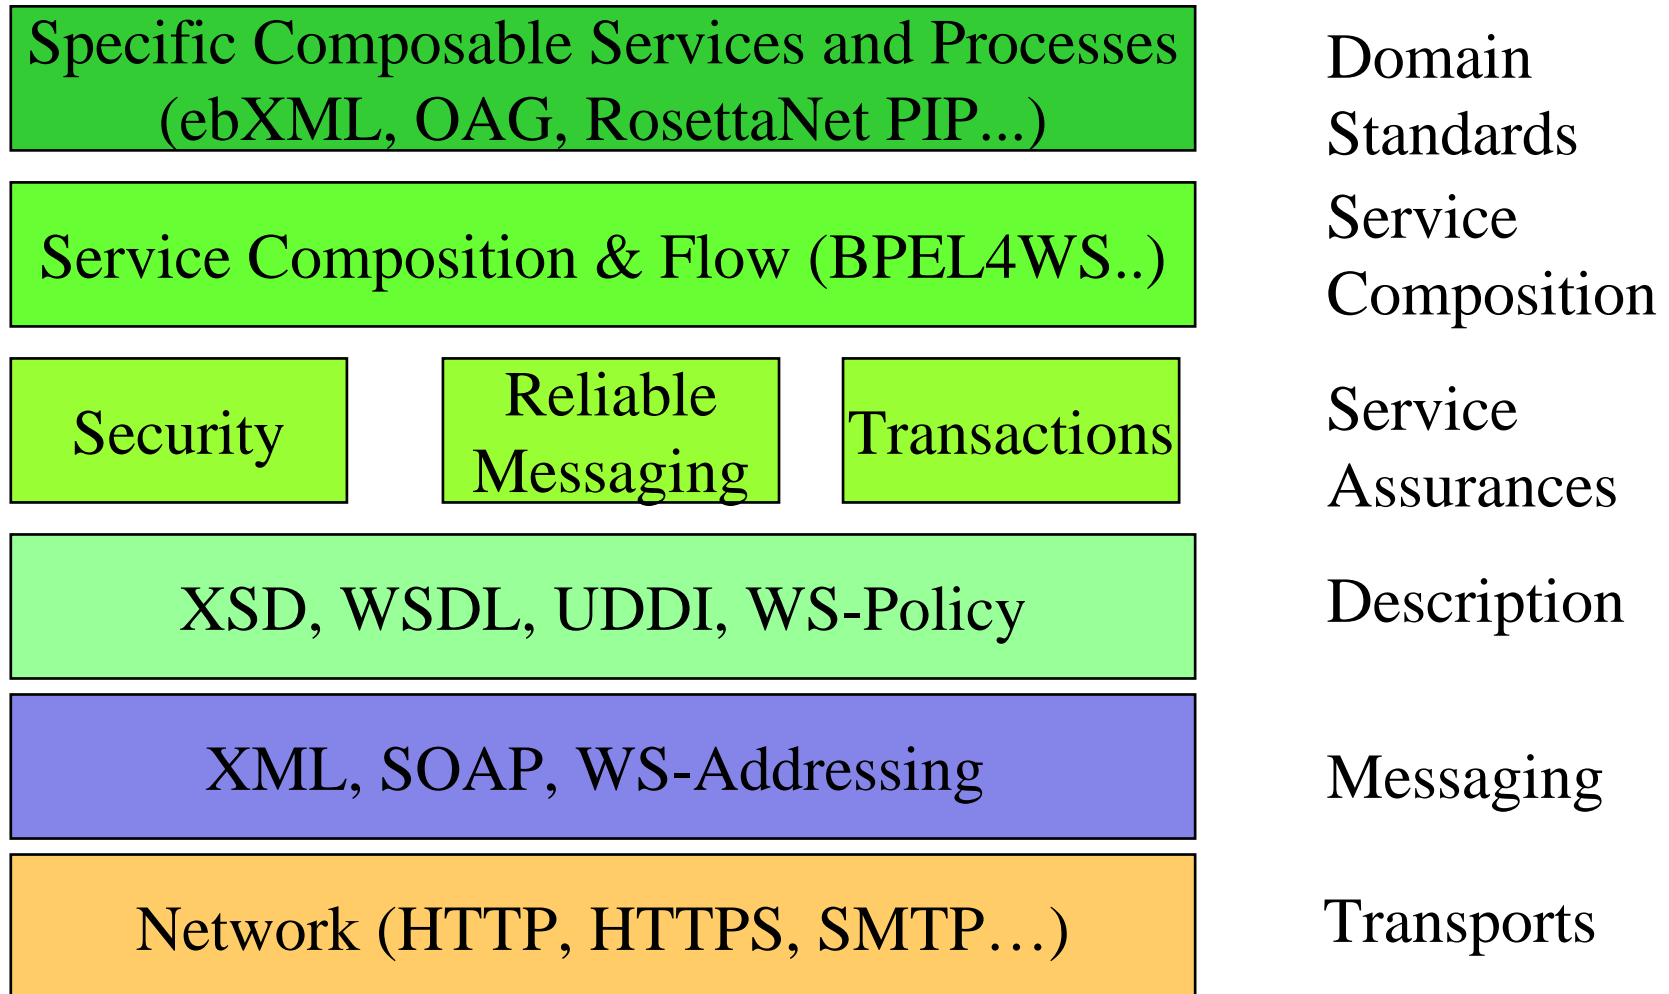 Specific Composable Services and Processes
(ebXML, OAG, RosettaNet PIP...)
Domain
Standards
Service Composition & Flow (BPEL4WS..)
Service
Composition
Security
Reliable
Messaging
Transactions
Service
Assurances
XSD, WSDL, UDDI, WS-Policy
Description
XML, SOAP, WS-Addressing
Messaging
Network (HTTP, HTTPS, SMTP…)
Transports